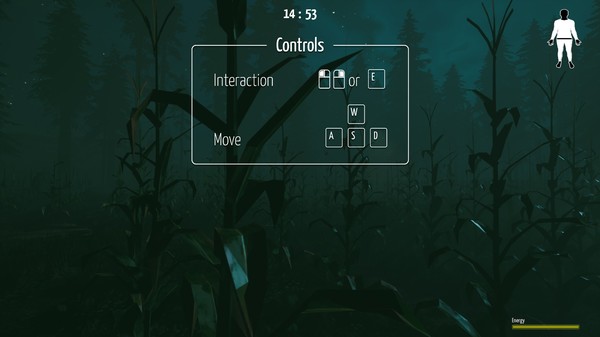 14 : 53
Controls
Interaction or E
W
Move A S D
Energy